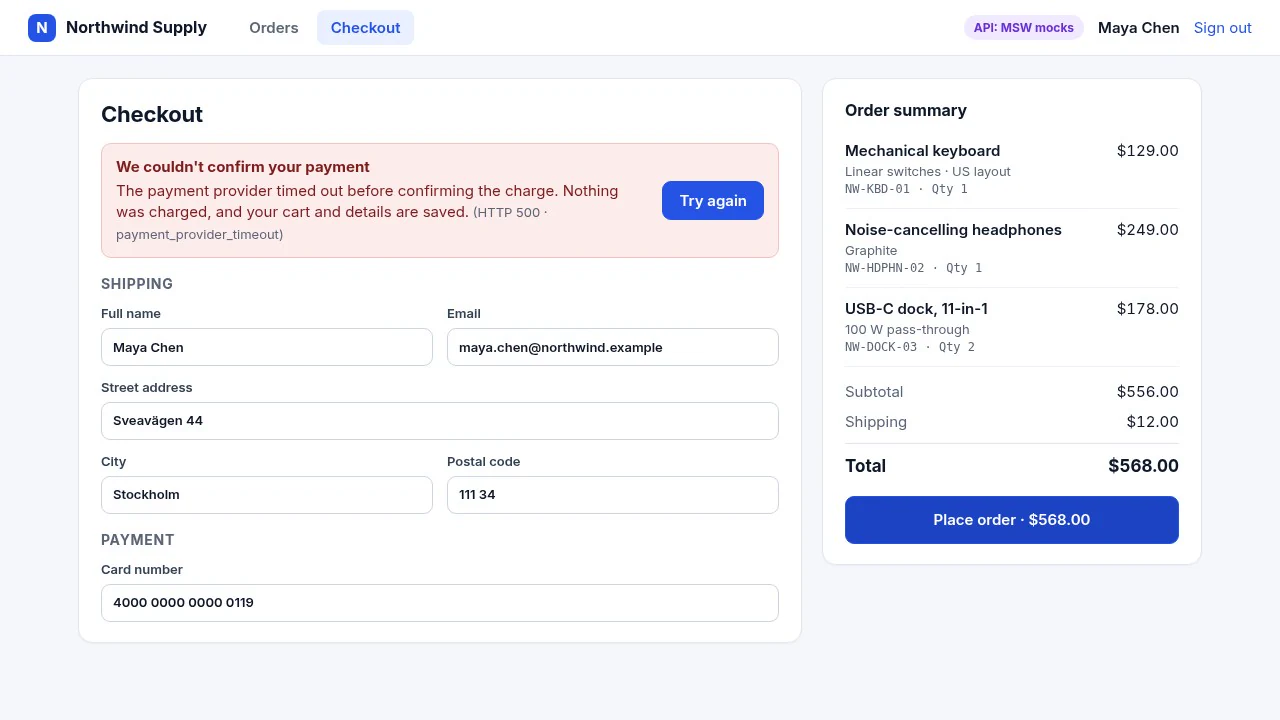 N Northwind Supply Orders Checkout API: MSW mocks Maya Chen Sign out
Checkout
We couldn't confirm your payment
The payment provider timed out before confirming the charge. Nothing
was charged, and your cart and details are saved. (HTTP 500 ·
payment_provider_timeout)
Try again
SHIPPING
Full name
Maya Chen
Email
maya.chen@northwind.example
Street address
Sveavägen 44
City
Stockholm
Postal code
111 34
PAYMENT
Card number
4000 0000 0000 0119
Order summary
Mechanical keyboard $129.00
Linear switches · US layout
NW-KBD-01 · Qty 1
Noise-cancelling headphones $249.00
Graphite
NW-HDPHN-02 · Qty 1
USB-C dock, 11-in-1 $178.00
100 W pass-through
NW-DOCK-03 · Qty 2
Subtotal $556.00
Shipping $12.00
Total $568.00
Place order · $568.00